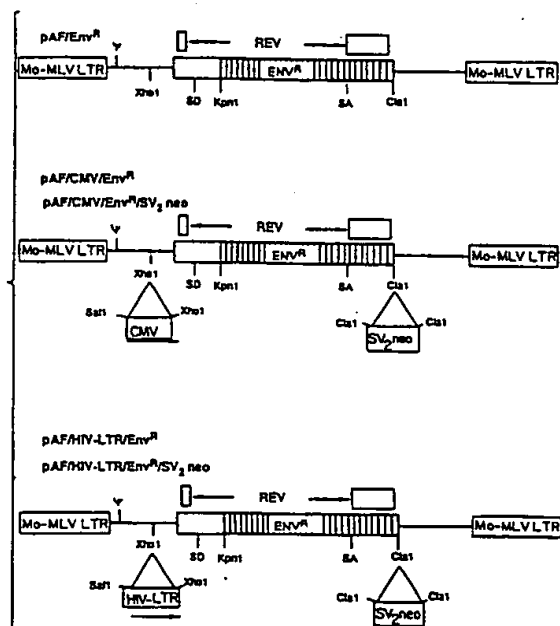 pAF/Envᴿ
Ψ ← REV →
Mo-MLV LTR ENVᴿ Mo-MLV LTR
Xho1 SD Kpn1 SA Cla1
pAF/CMV/Envᴿ
pAF/CMV/Envᴿ/SV₂ neo
Ψ ← REV →
Mo-MLV LTR ENVᴿ Mo-MLV LTR
Xho1 SD Kpn1 SA Cla1
Sal1 Xho1 Cla1 Cla1
CMV SV₂neo
pAF/HIV-LTR/Envᴿ
pAF/HIV-LTR/Envᴿ/SV₂ neo
Ψ ← REV →
Mo-MLV LTR ENVᴿ Mo-MLV LTR
Xho1 SD Kpn1 SA Cla1
Sal1 Xho1 Cla1 Cla1
HIV-LTR SV₂neo